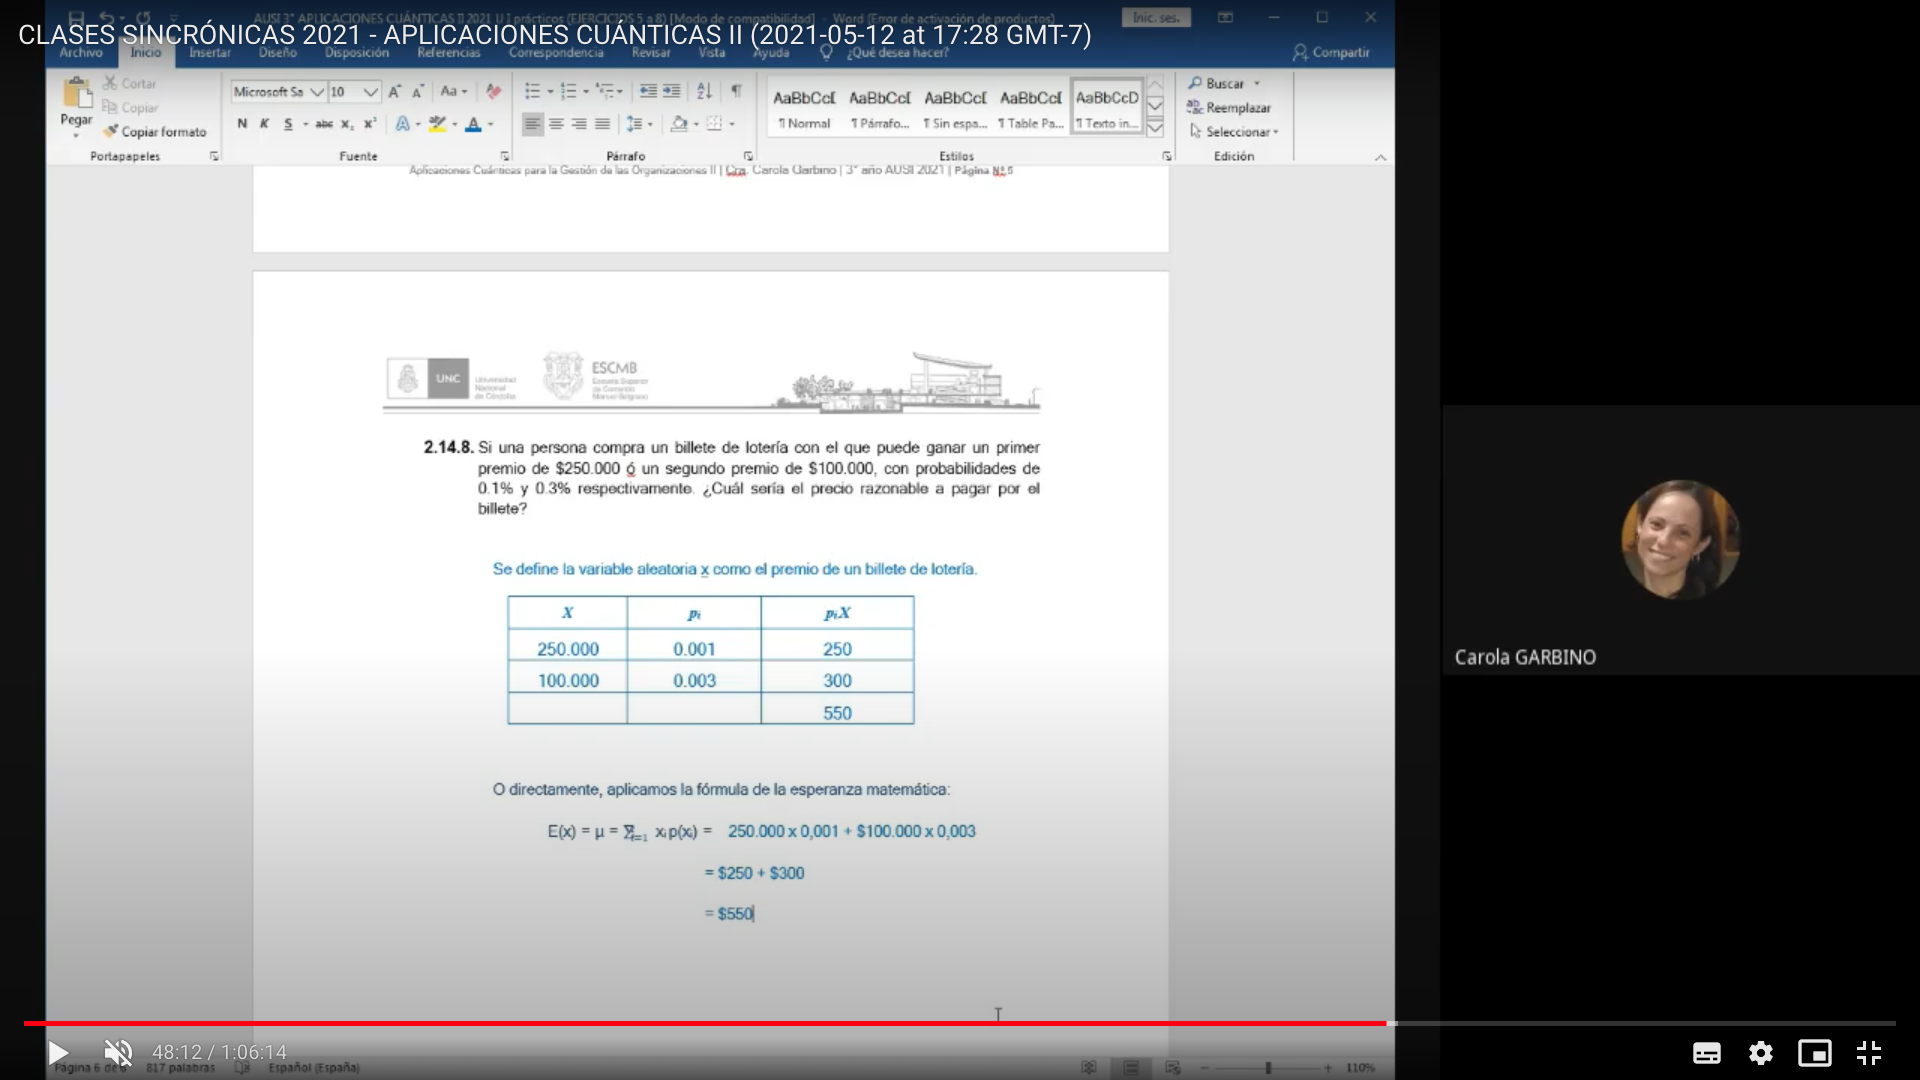 AUSI 3° APLICACIONES CUÁNTICAS II 2021 U I prácticos (EJERCICIOS 5 a 8) [Modo de compatibilidad] - Word (Error de activación de productos)
Inic. ses.
CLASES SINCRÓNICAS 2021 - APLICACIONES CUÁNTICAS II (2021-05-12 at 17:28 GMT-7)
Archivo Inicio Insertar Diseño Disposición Referencias Correspondencia Revisar Vista Ayuda ¿Qué desea hacer? Compartir
Pegar
Cortar
Copiar
Copiar formato
Portapapeles
Microsoft Sa 10
N K S abc x, x'
Fuente
Párrafo
AaBbCcI AaBbCcI AaBbCcI AaBbCcI AaBbCcD
¶ Normal ¶ Párrafo... ¶ Sin espa... ¶ Table Pa... ¶ Texto in...
Estilos
Buscar
Reemplazar
Seleccionar
Edición
Aplicaciones Cuánticas para la Gestión de las Organizaciones II | Cra. Carola Garbino | 3° año AUSI 2021 | Página Nº 5
UNC
Universidad
Nacional
de Córdoba
ESCMB
Escuela Superior
de Comercio
Manuel Belgrano
2.14.8. Si una persona compra un billete de lotería con el que puede ganar un primer
premio de $250.000 ó un segundo premio de $100.000, con probabilidades de
0.1% y 0.3% respectivamente. ¿Cuál sería el precio razonable a pagar por el
billete?
Se define la variable aleatoria x como el premio de un billete de lotería.
X pᵢ pᵢX
250.000 0.001 250
100.000 0.003 300
550
O directamente, aplicamos la fórmula de la esperanza matemática:
E(x) = µ = Σⁿᵢ₌₁ xᵢ p(xᵢ) = 250.000 x 0,001 + $100.000 x 0,003
= $250 + $300
= $550
Carola GARBINO
48:12 / 1:06:14
Página 6 de 6 817 palabras Español (España) 110%